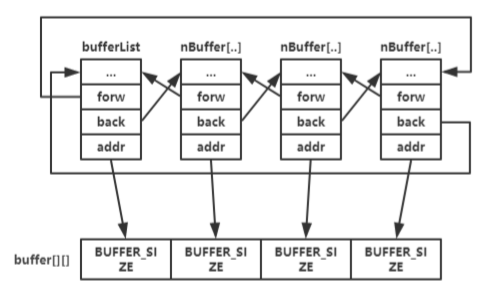 bufferList nBuffer[..] nBuffer[..] nBuffer[..]
... ... ... ...
forw forw forw forw
back back back back
addr addr addr addr
buffer[][] BUFFER_SI BUFFER_SI BUFFER_SI BUFFER_SI
ZE ZE ZE ZE